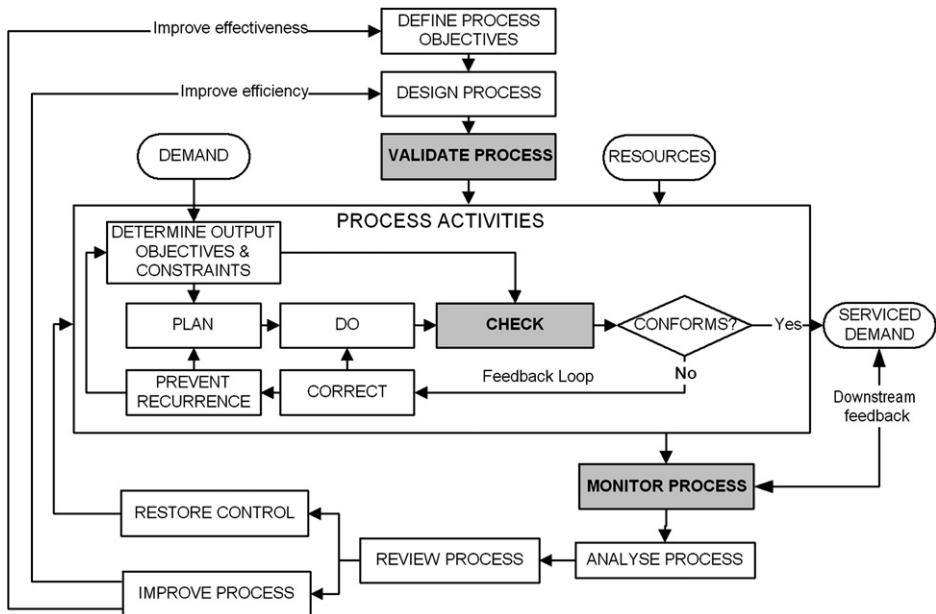 Improve effectiveness
DEFINE PROCESS
OBJECTIVES
Improve efficiency
DESIGN PROCESS
DEMAND
VALIDATE PROCESS
RESOURCES
PROCESS ACTIVITIES
DETERMINE OUTPUT
OBJECTIVES &
CONSTRAINTS
PLAN
DO
CHECK
CONFORMS?
Yes
SERVICED
DEMAND
PREVENT
RECURRENCE
CORRECT
Feedback Loop
No
Downstream
feedback
MONITOR PROCESS
RESTORE CONTROL
REVIEW PROCESS
ANALYSE PROCESS
IMPROVE PROCESS